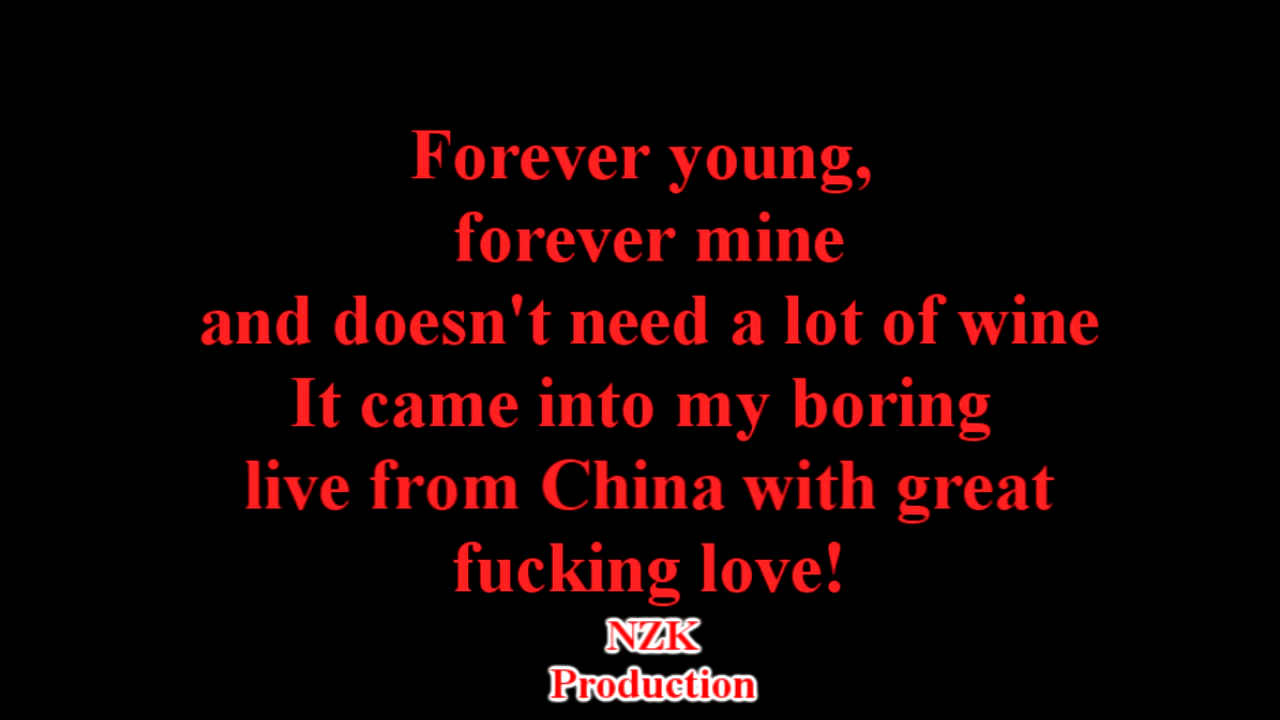 Forever young,
forever mine
and doesn't need a lot of wine
It came into my boring
live from China with great
fucking love!
NZK
Production